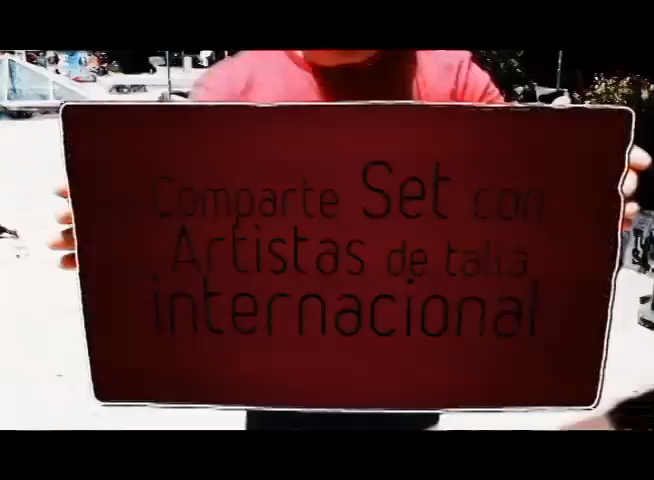 Comparte Set con
Artistas de talla
internacional